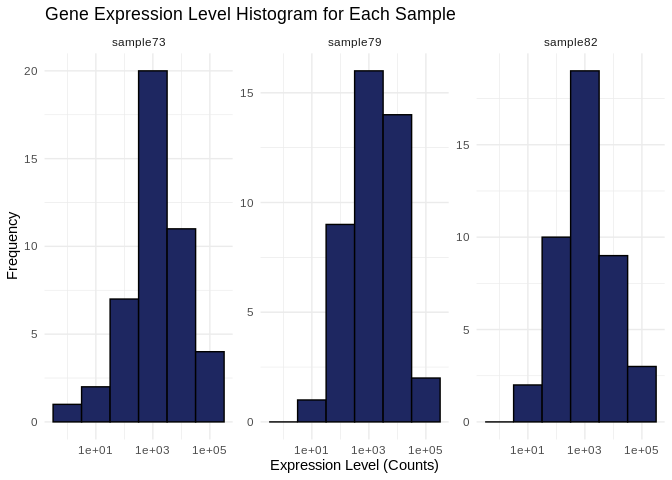 Gene Expression Level Histogram for Each Sample
sample73
sample79
sample82
Frequency
20
15
10
5
0
15
10
5
0
15
10
5
0
1e+01 1e+03 1e+05
1e+01 1e+03 1e+05
1e+01 1e+03 1e+05
Expression Level (Counts)